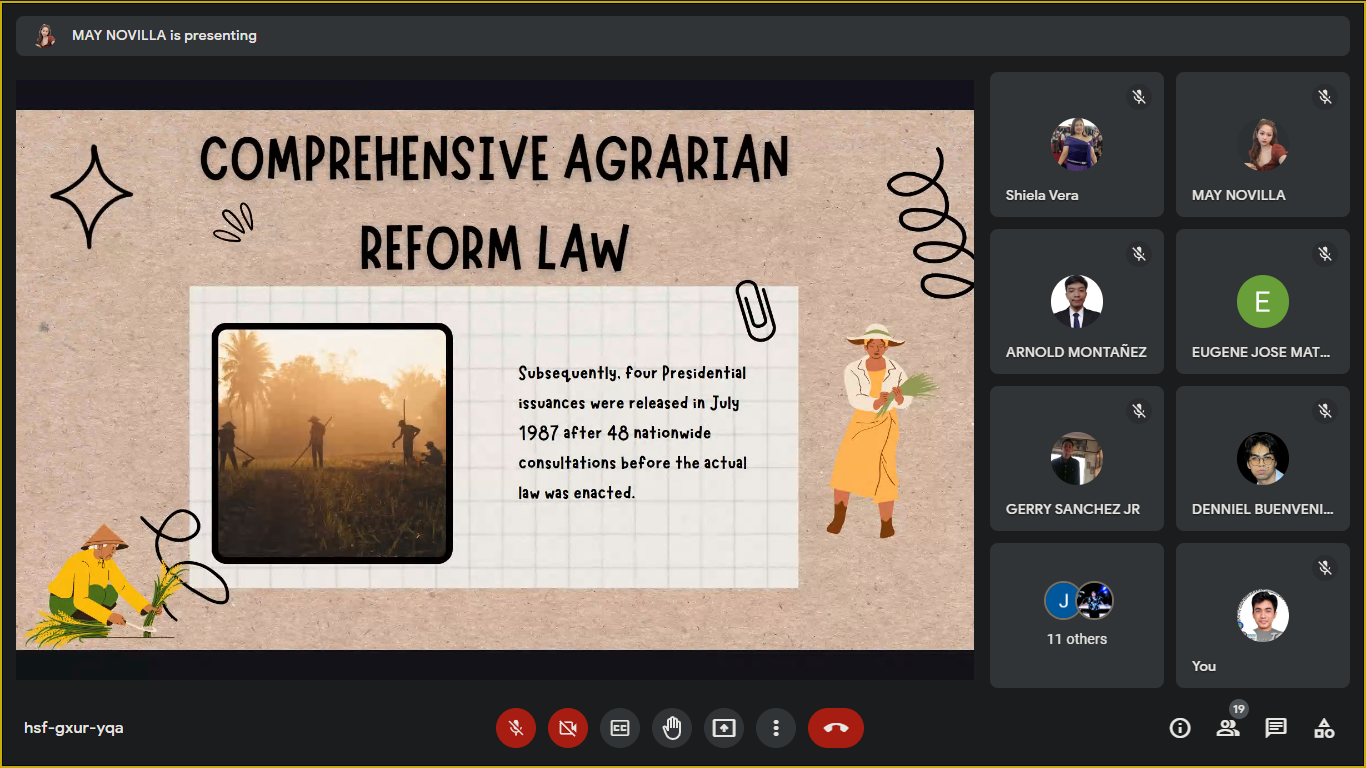 MAY NOVILLA is presenting
COMPREHENSIVE AGRARIAN
REFORM LAW
Subsequently, four Presidential
issuances were released in July
1987 after 48 nationwide
consultations before the actual
law was enacted.
Shiela Vera
MAY NOVILLA
ARNOLD MONTAÑEZ
E
EUGENE JOSE MAT...
GERRY SANCHEZ JR
DENNIEL BUENVENI...
J
11 others
You
hsf-gxur-yqa
CC
19